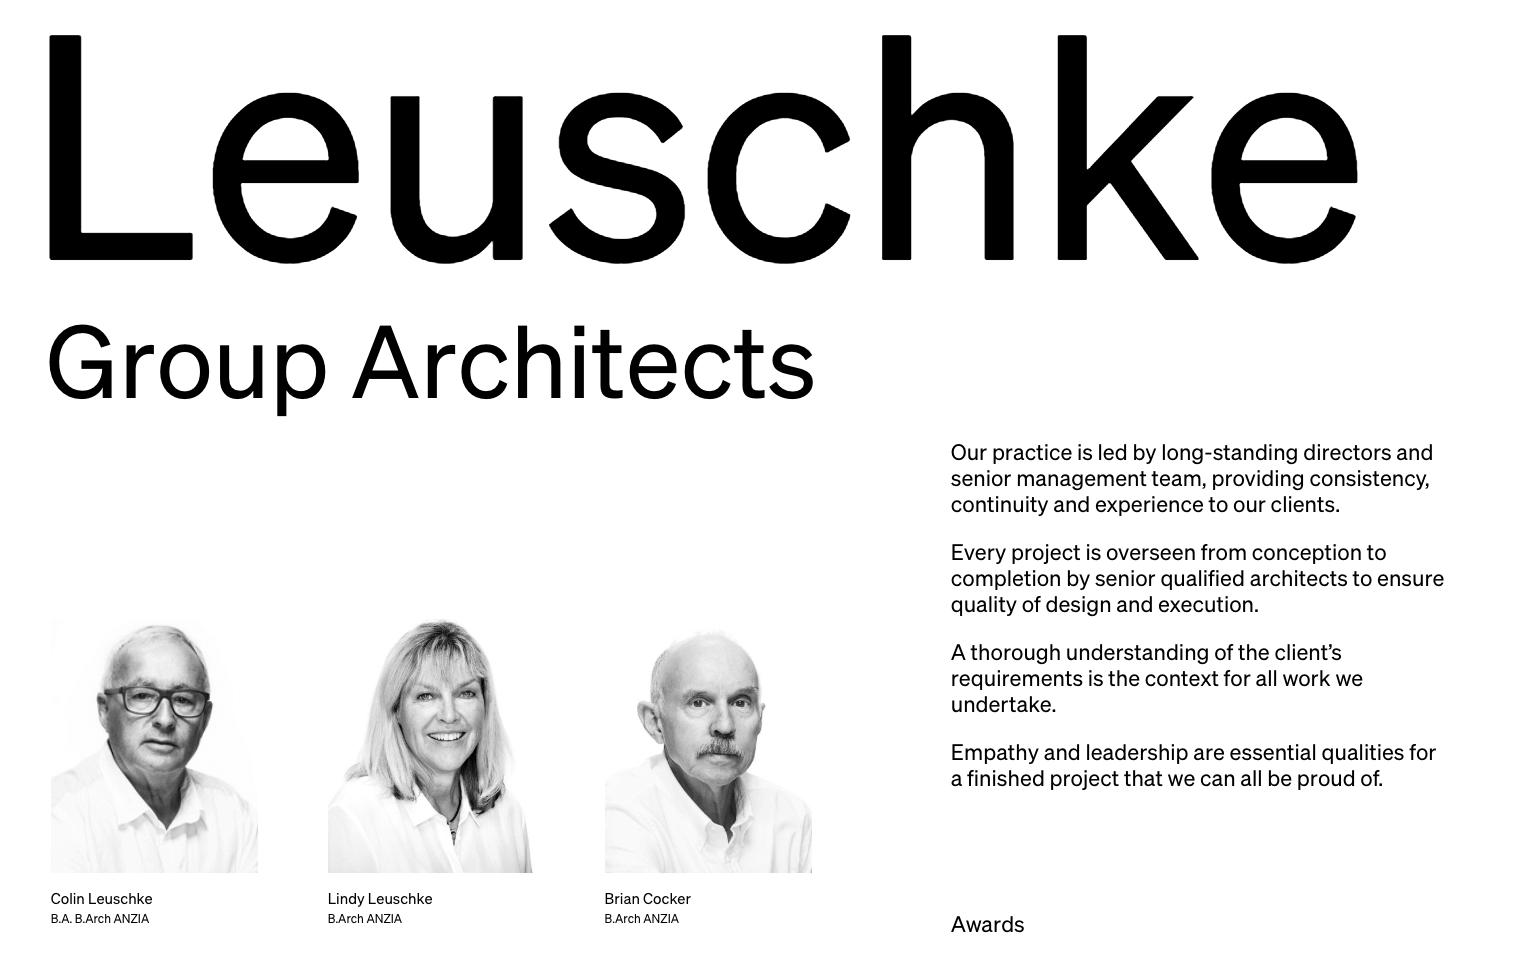 Leuschke
Group Architects
Our practice is led by long-standing directors and
senior management team, providing consistency,
continuity and experience to our clients.
Every project is overseen from conception to
completion by senior qualified architects to ensure
quality of design and execution.
A thorough understanding of the client’s
requirements is the context for all work we
undertake.
Empathy and leadership are essential qualities for
a finished project that we can all be proud of.
Colin Leuschke
B.A. B.Arch ANZIA
Lindy Leuschke
B.Arch ANZIA
Brian Cocker
B.Arch ANZIA
Awards